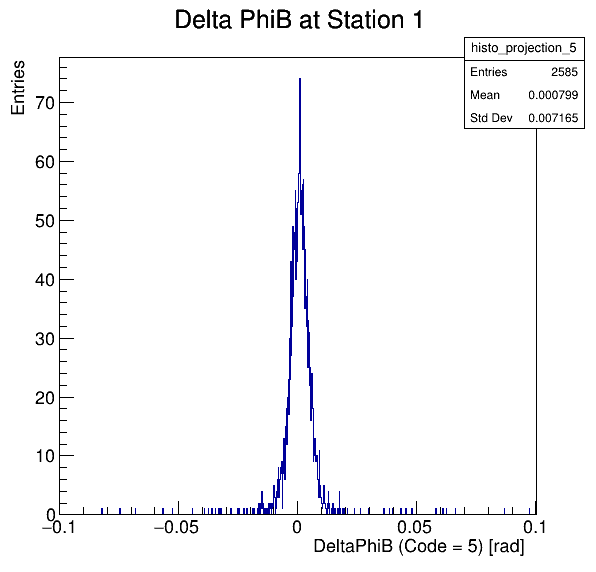 Delta PhiB at Station 1
histo_projection_5
Entries 2585
Mean 0.000799
Std Dev 0.007165
Entries
70
60
50
40
30
20
10
0
−0.1 −0.05 0 0.05 0.1
DeltaPhiB (Code = 5) [rad]